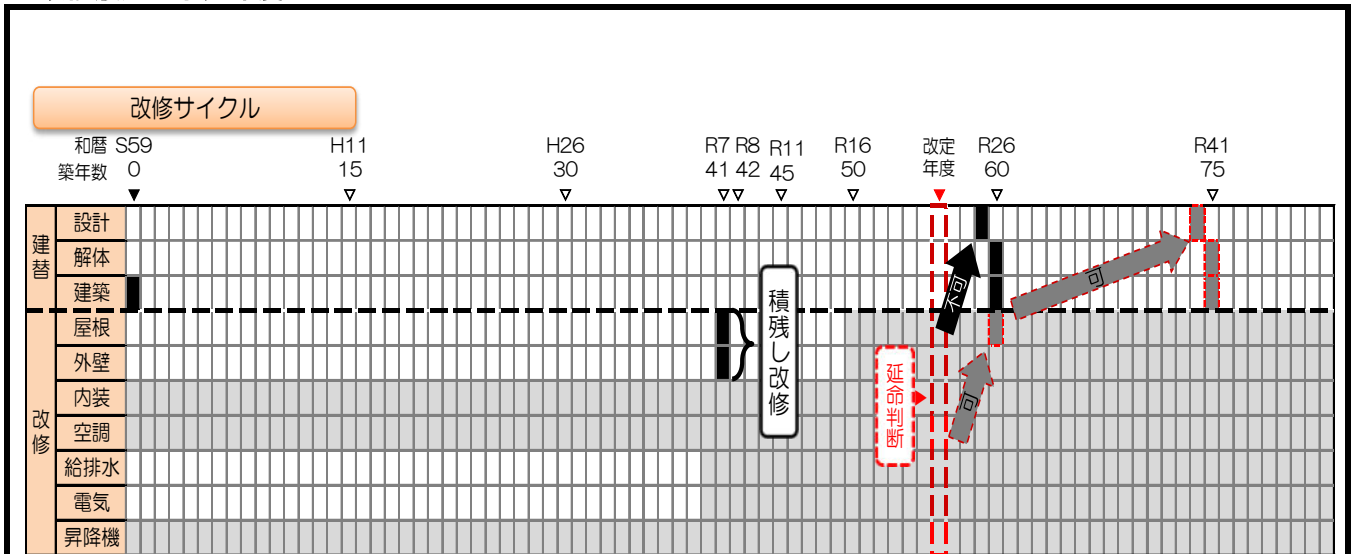 改修サイクル
和暦 S59 H11 H26 R7 R8 R11 R16 改定年度 R26 R41
築年数 0 15 30 41 42 45 50 60 75
建替
設計
解体
建築
改修
屋根
外壁
内装
空調
給排水
電気
昇降機
積残し改修
延命判断
不可
可
可